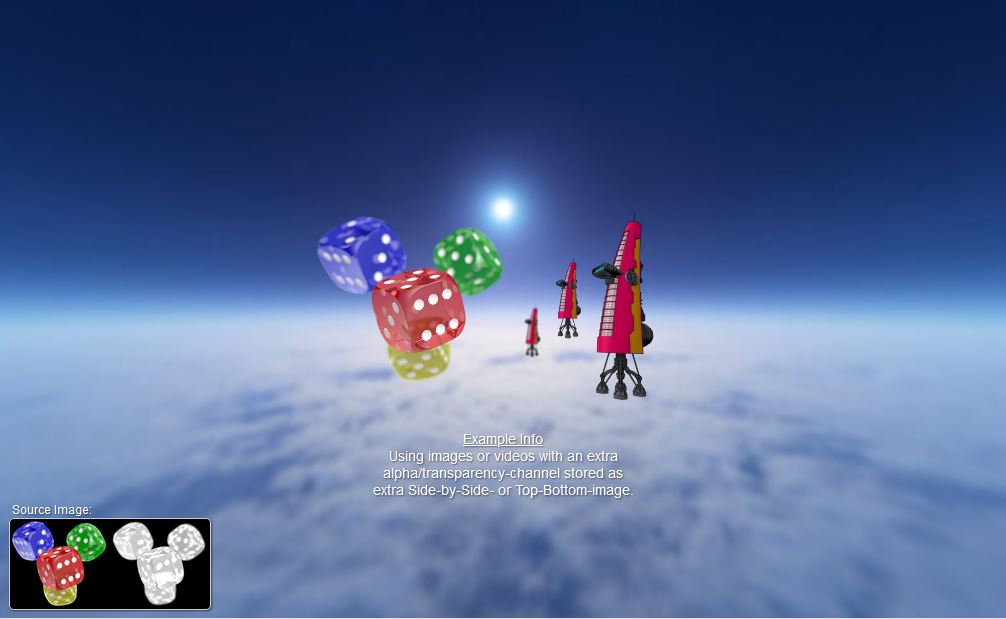 Example Info
Using images or videos with an extra
alpha/transparency-channel stored as
extra Side-by-Side- or Top-Bottom-image.
Source Image: